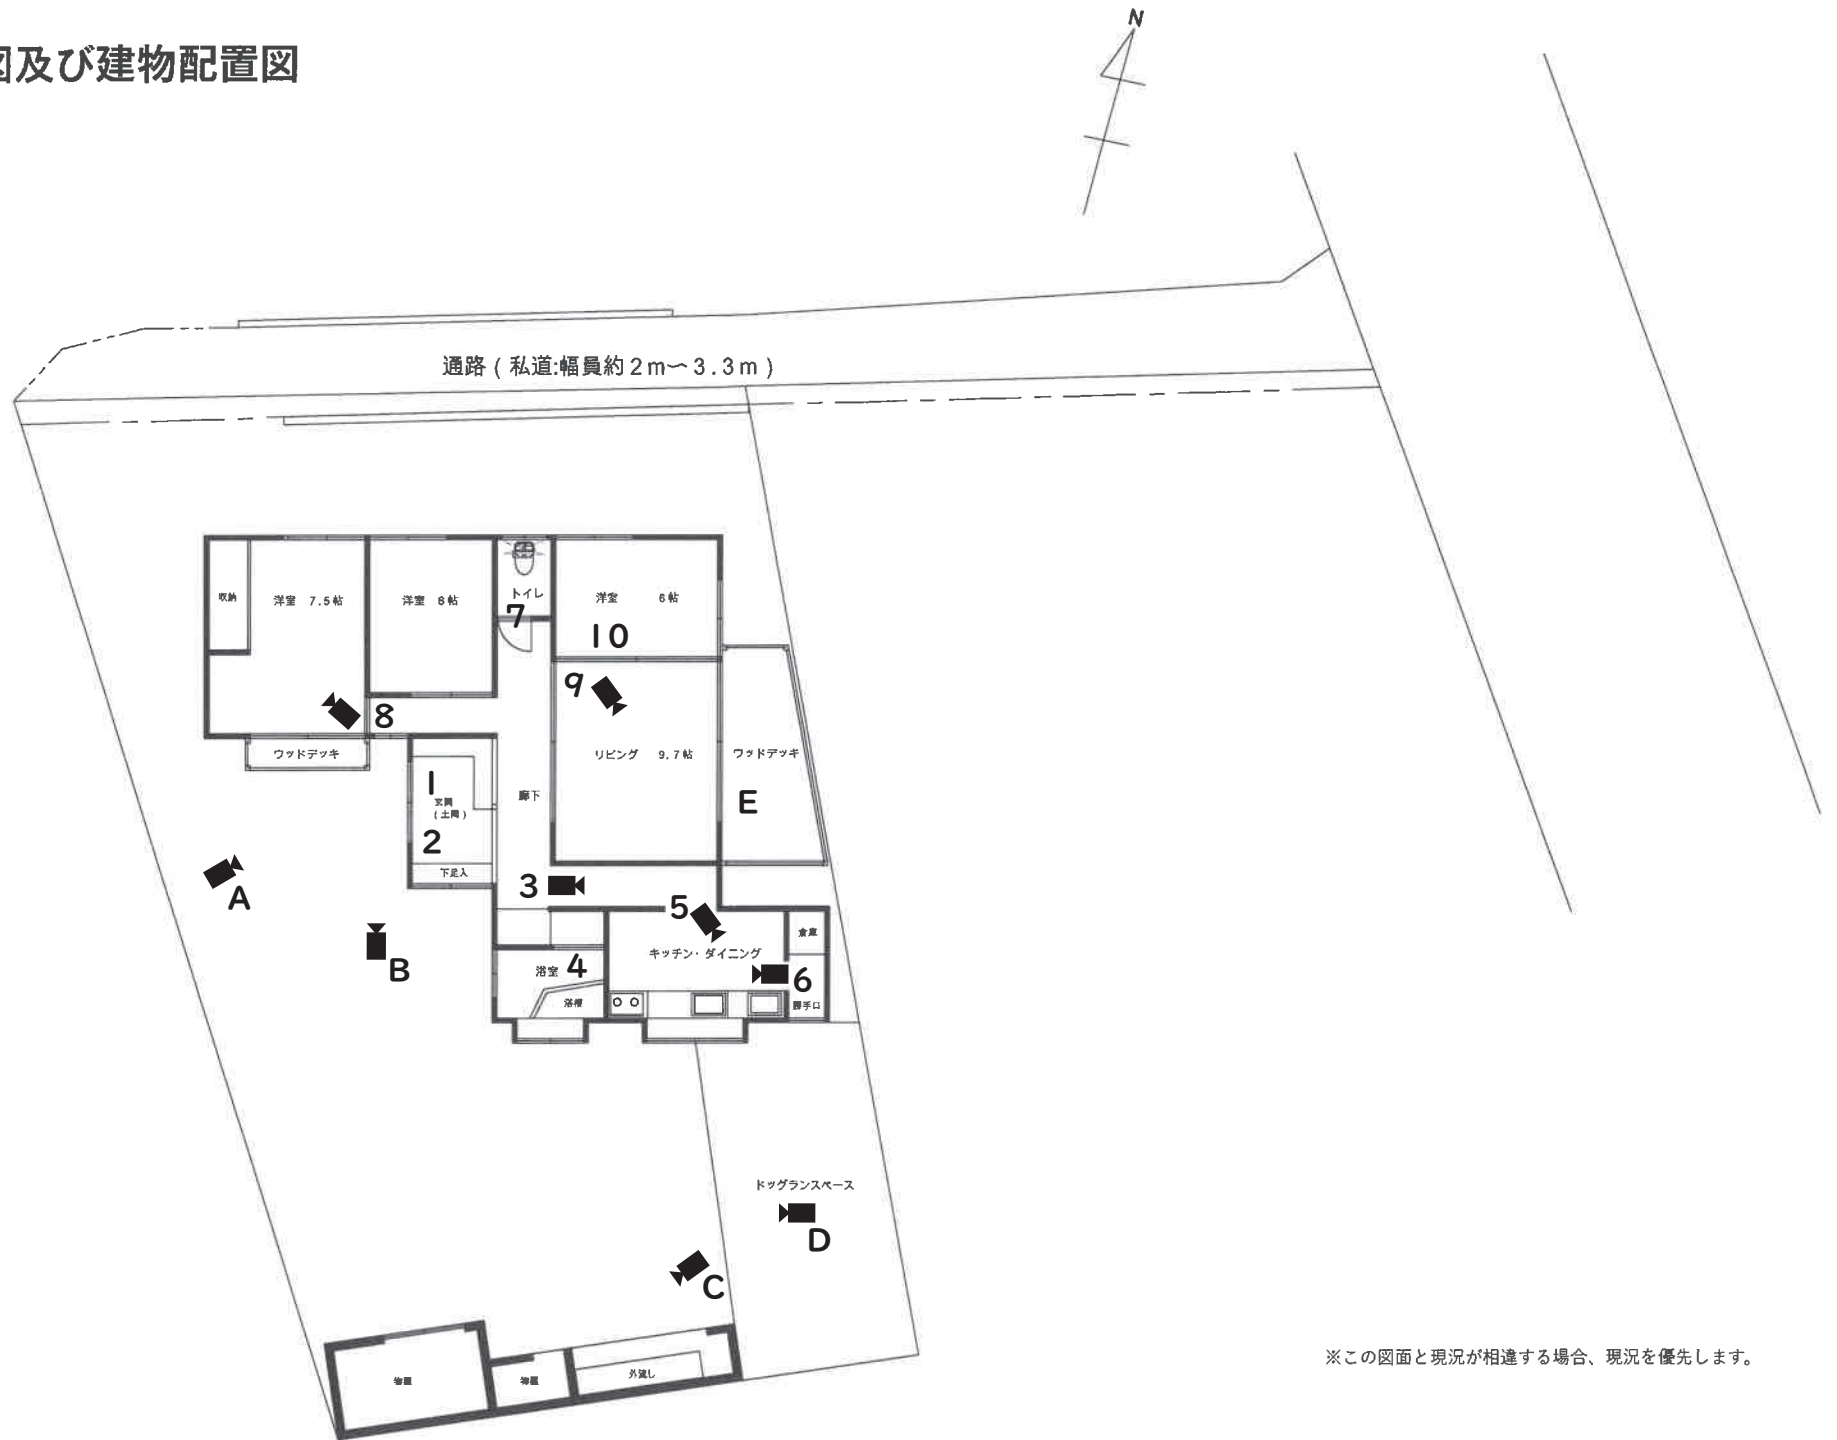 図及び建物配置図
N
通路 ( 私道:幅員約2m～3.3m )
収納
洋室 7.5帖
洋室 6帖
トイレ
7
洋室 6帖
10
9
8
ウッドデッキ
リビング 9.7帖
ウッドデッキ
1
玄関
(土間)
廊下
E
2
下足入
3
A
5
倉庫
B
浴室 4
キッチン・ダイニング
6
浴槽
勝手口
ドッグランスペース
D
C
物置
物置
外流し
※この図面と現況が相違する場合、現況を優先します。